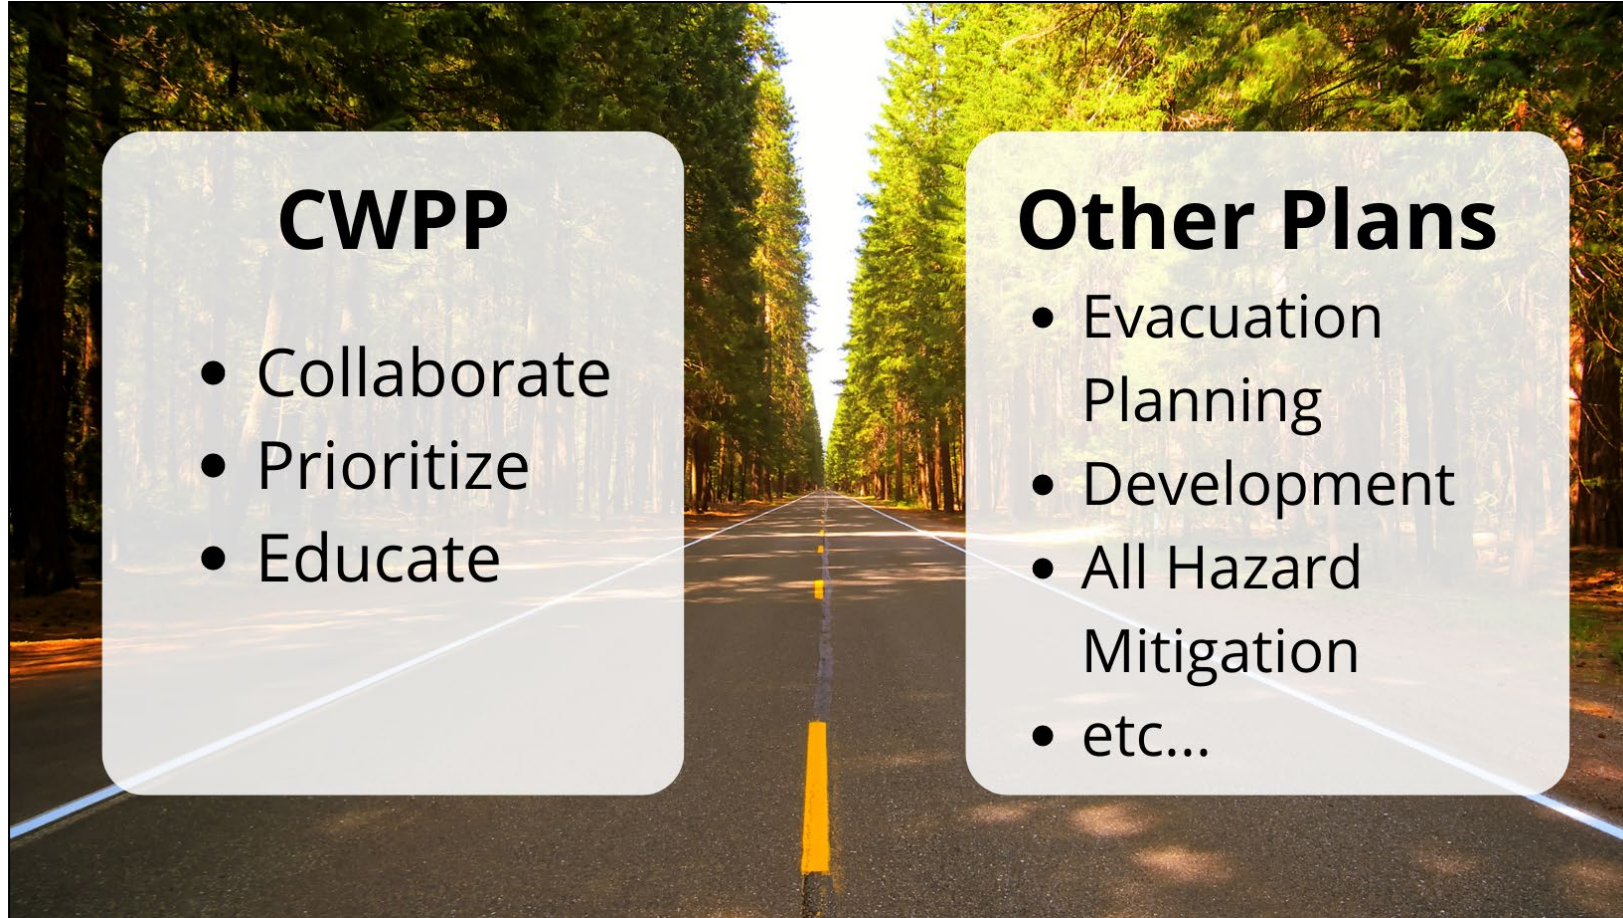 CWPP
• Collaborate
• Prioritize
• Educate
Other Plans
• Evacuation
Planning
• Development
• All Hazard
Mitigation
• etc...